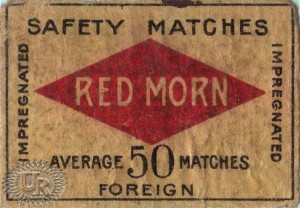 SAFETY MATCHES
IMPREGNATED
RED MORN
IMPREGNATED
AVERAGE 50 MATCHES
FOREIGN